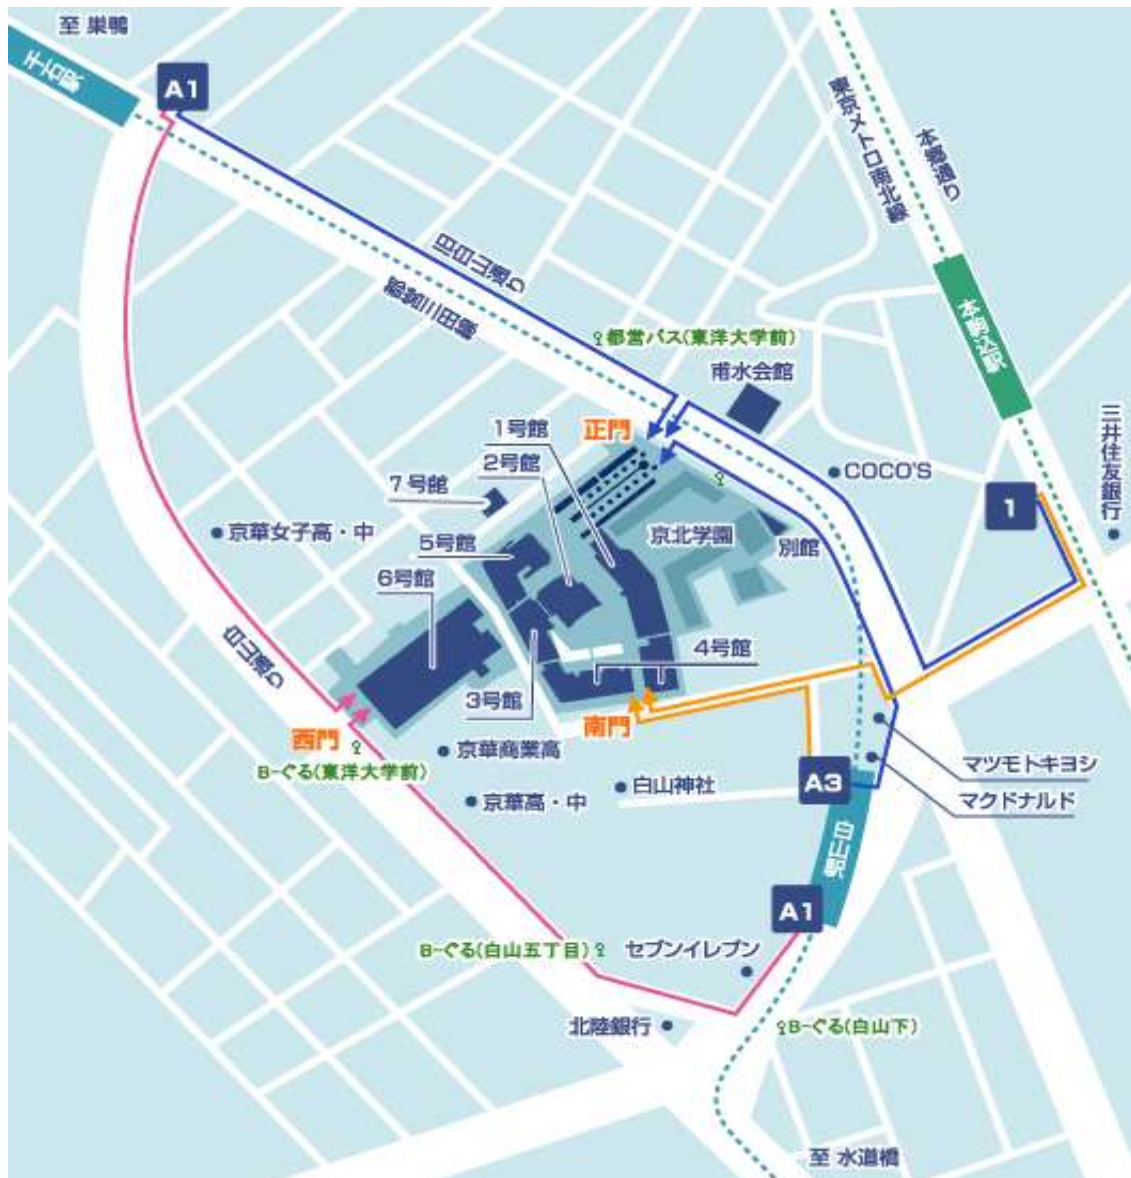 至 巣鴨
千石駅
A1
東京メトロ南北線
本郷通り
旧白山通り
都営三田線
本駒込駅
都営バス(東洋大学前)
甫水会館
三井住友銀行
正門
1号館
2号館
COCO'S
7号館
1
京華女子高・中
5号館
京北学園
別館
6号館
白山通り
4号館
3号館
西門
南門
京華商業高
B-ぐる(東洋大学前)
マツモトキヨシ
白山神社
A3
京華高・中
マクドナルド
白山駅
A1
B-ぐる(白山五丁目)
セブンイレブン
北陸銀行
B-ぐる(白山下)
至 水道橋